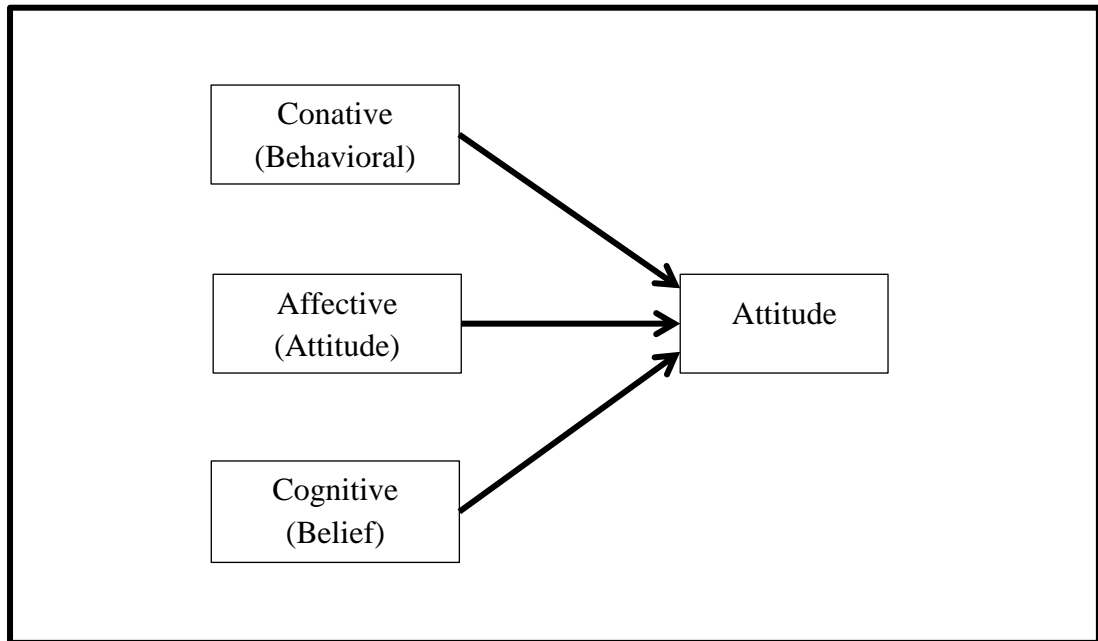 Conative
(Behavioral)
Affective
(Attitude)
Attitude
Cognitive
(Belief)